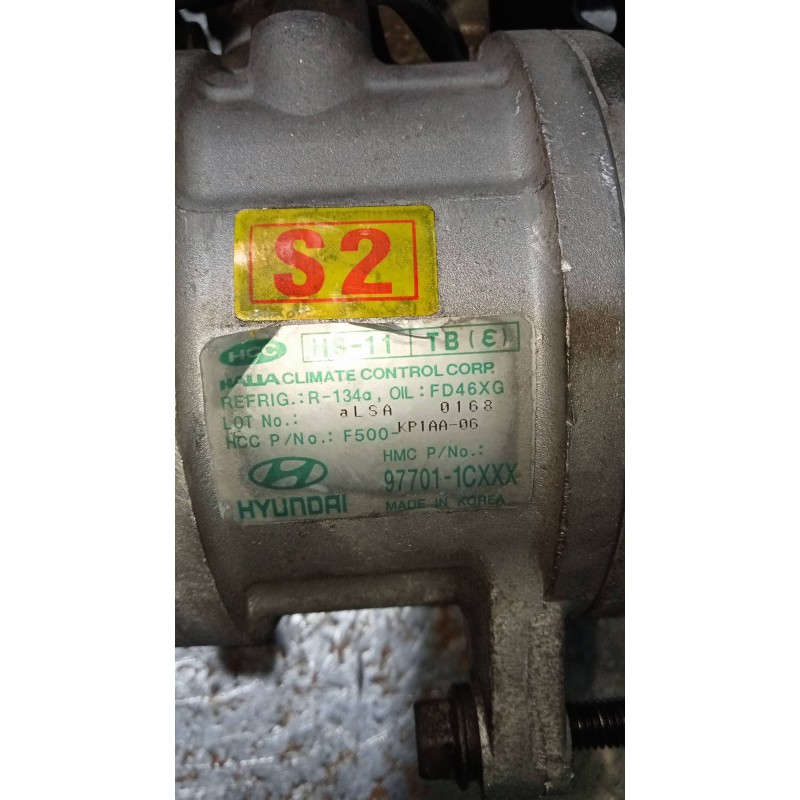 S2
HCC HS-11 TB(ε)
HALLA CLIMATE CONTROL CORP.
REFRIG.: R-134a, OIL: FD46XG
LOT No.: aLSA 0168
HCC P/No.: F500-KP1AA-06
HMC P/No.:
HYUNDAI 97701-1CXXX
MADE IN KOREA